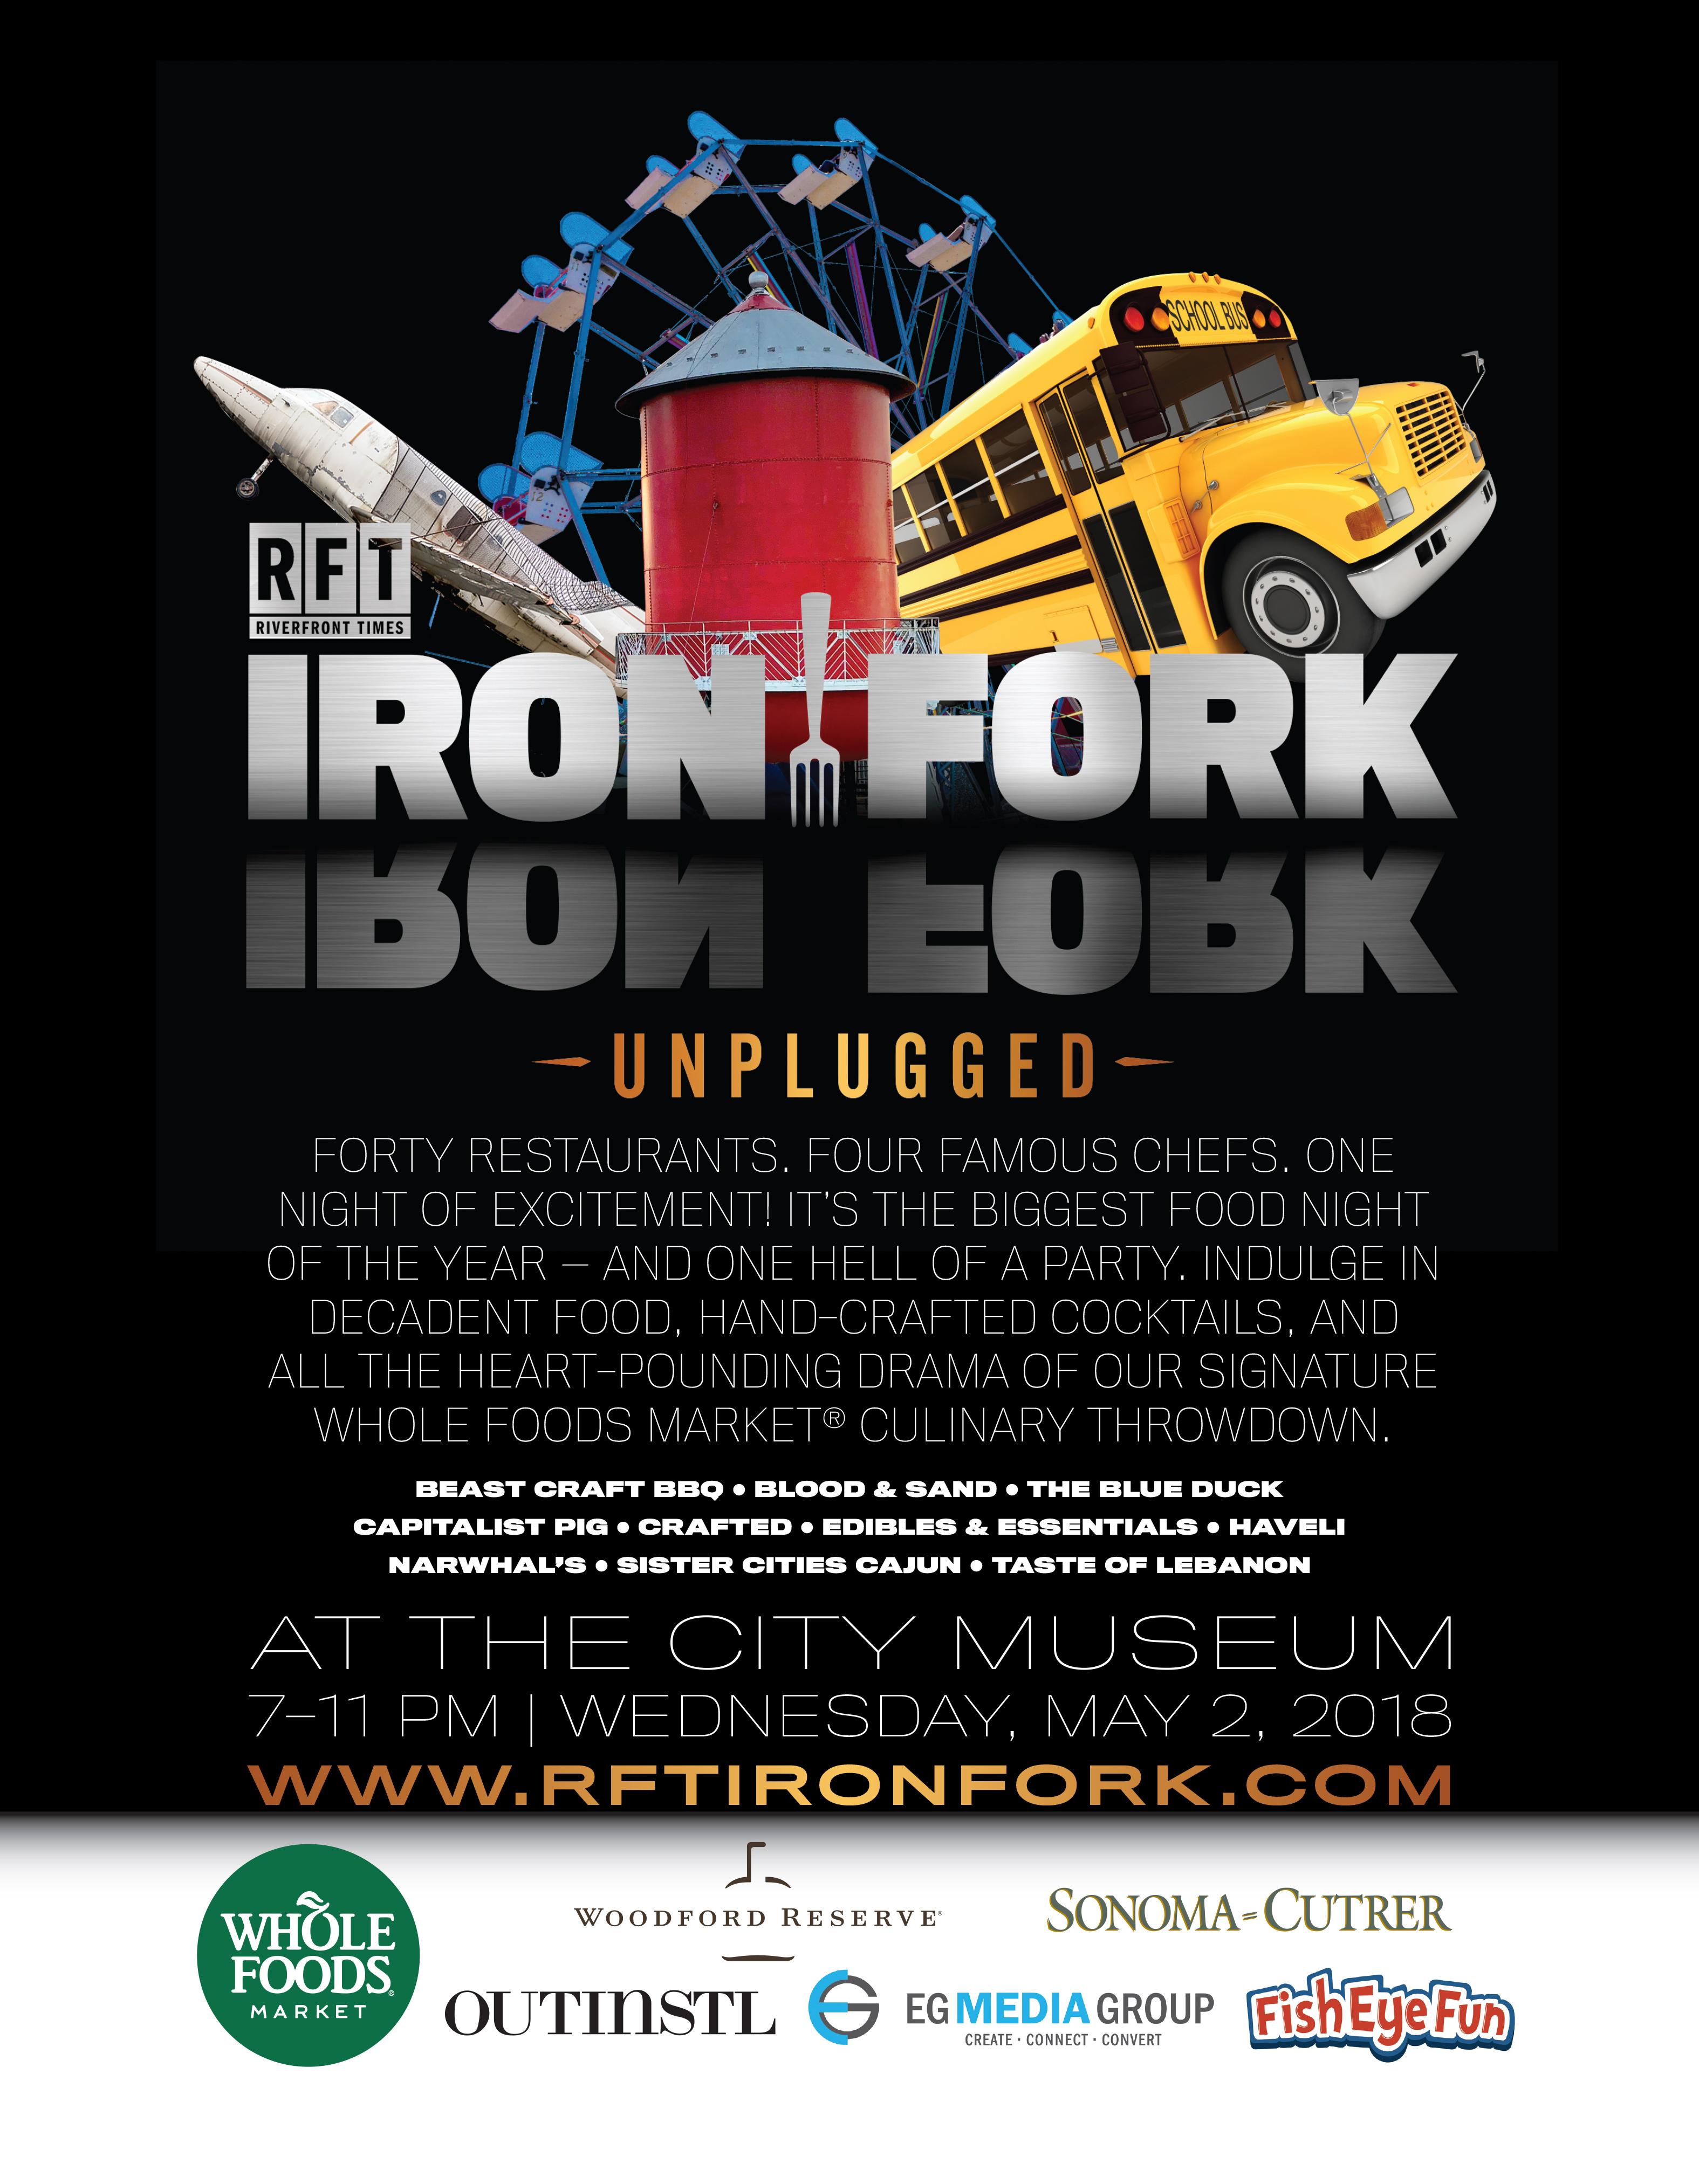 SCHOOL BUS
12
RFT
RIVERFRONT TIMES
IRON FORK
UNPLUGGED
FORTY RESTAURANTS. FOUR FAMOUS CHEFS. ONE
NIGHT OF EXCITEMENT! IT'S THE BIGGEST FOOD NIGHT
OF THE YEAR – AND ONE HELL OF A PARTY. INDULGE IN
DECADENT FOOD, HAND-CRAFTED COCKTAILS, AND
ALL THE HEART-POUNDING DRAMA OF OUR SIGNATURE
WHOLE FOODS MARKET® CULINARY THROWDOWN.
BEAST CRAFT BBQ • BLOOD & SAND • THE BLUE DUCK
CAPITALIST PIG • CRAFTED • EDIBLES & ESSENTIALS • HAVELI
NARWHAL'S • SISTER CITIES CAJUN • TASTE OF LEBANON
AT THE CITY MUSEUM
7–11 PM | WEDNESDAY, MAY 2, 2018
WWW.RFTIRONFORK.COM
WHOLE
FOODS®
MARKET
WOODFORD RESERVE®
SONOMA-CUTRER
OUTINSTL
EG MEDIA GROUP
CREATE · CONNECT · CONVERT
Fish Eye Fun